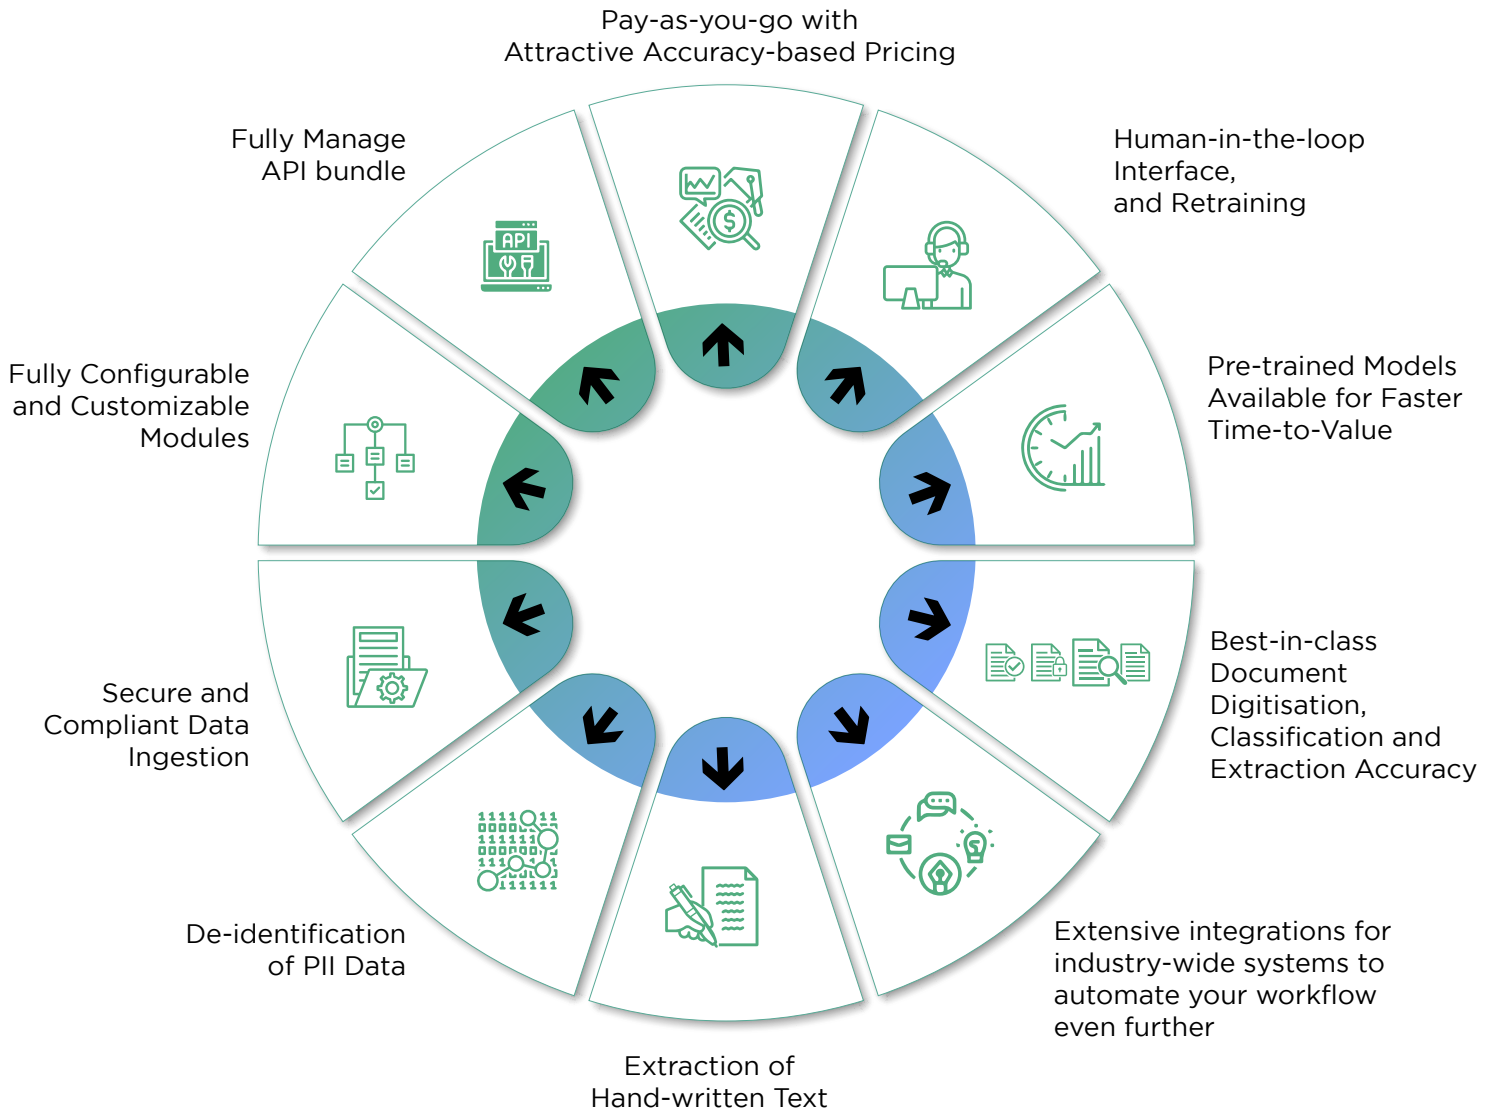 Pay-as-you-go with
Attractive Accuracy-based Pricing
Human-in-the-loop
Interface,
and Retraining
Pre-trained Models
Available for Faster
Time-to-Value
Best-in-class
Document
Digitisation,
Classification and
Extraction Accuracy
Extensive integrations for
industry-wide systems to
automate your workflow
even further
Extraction of
Hand-written Text
De-identification
of PII Data
Secure and
Compliant Data
Ingestion
Fully Configurable
and Customizable
Modules
Fully Manage
API bundle
API
$